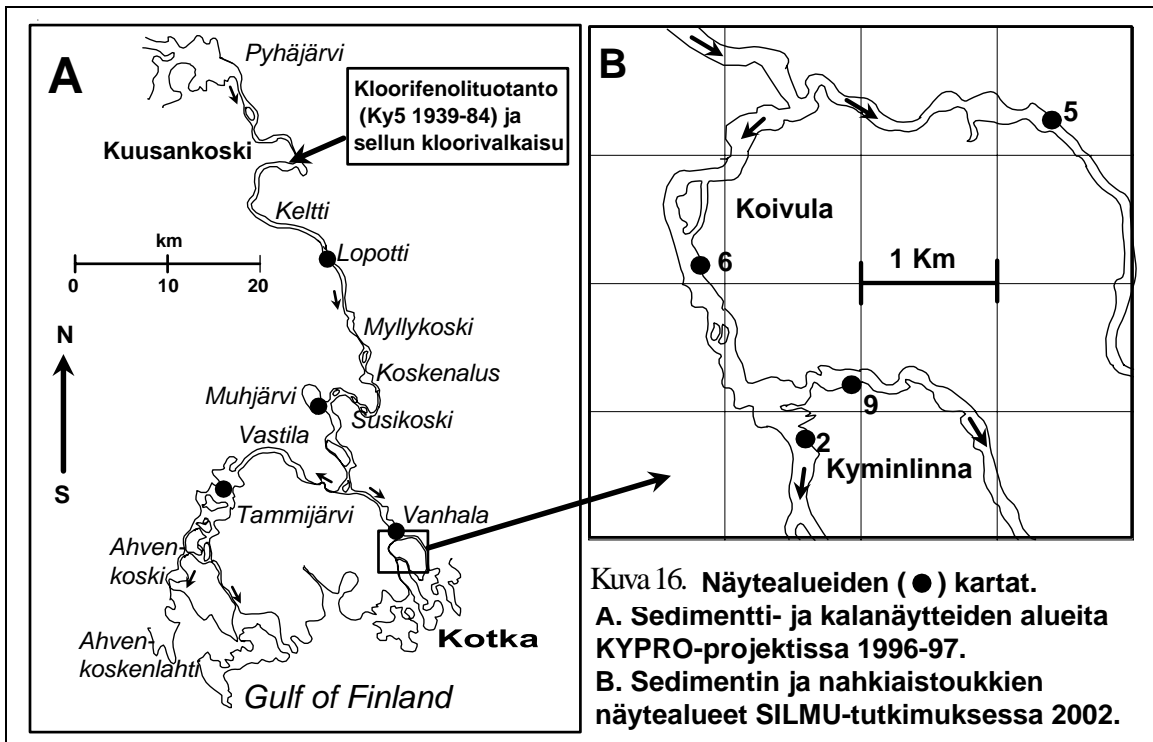 A
Pyhäjärvi
Kloorifenolituotanto
(Ky5 1939-84) ja
sellun kloorivalkaisu
Kuusankoski
Keltti
km
0 10 20
Lopotti
N
S
Myllykoski
Koskenalus
Muhjärvi
Susikoski
Vastila
Tammijärvi
Vanhala
Ahven-
koski
Ahven-
koskenlahti
Kotka
Gulf of Finland
B
5
Koivula
6
1 Km
9
2
Kyminlinna
Kuva 16. Näytealueiden ( ) kartat.
A. Sedimentti- ja kalanäytteiden alueita
KYPRO-projektissa 1996-97.
B. Sedimentin ja nahkiaistoukkien
näytealueet SILMU-tutkimuksessa 2002.